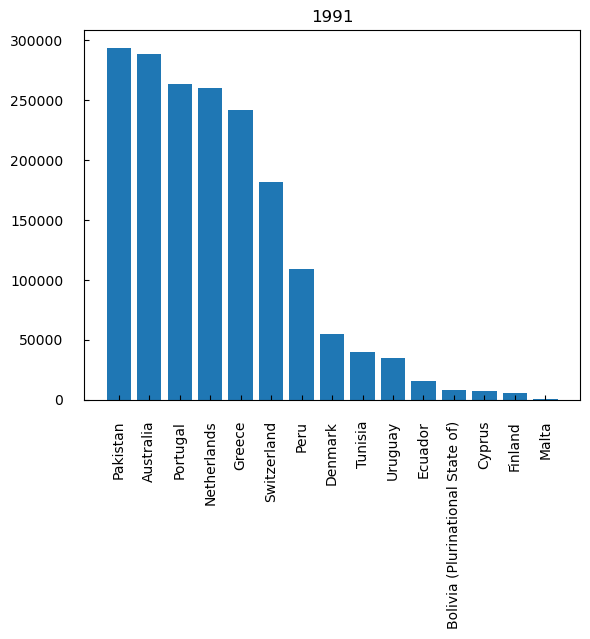 1991
300000
250000
200000
150000
100000
50000
0
Pakistan
Australia
Portugal
Netherlands
Greece
Switzerland
Peru
Denmark
Tunisia
Uruguay
Ecuador
Bolivia (Plurinational State of)
Cyprus
Finland
Malta